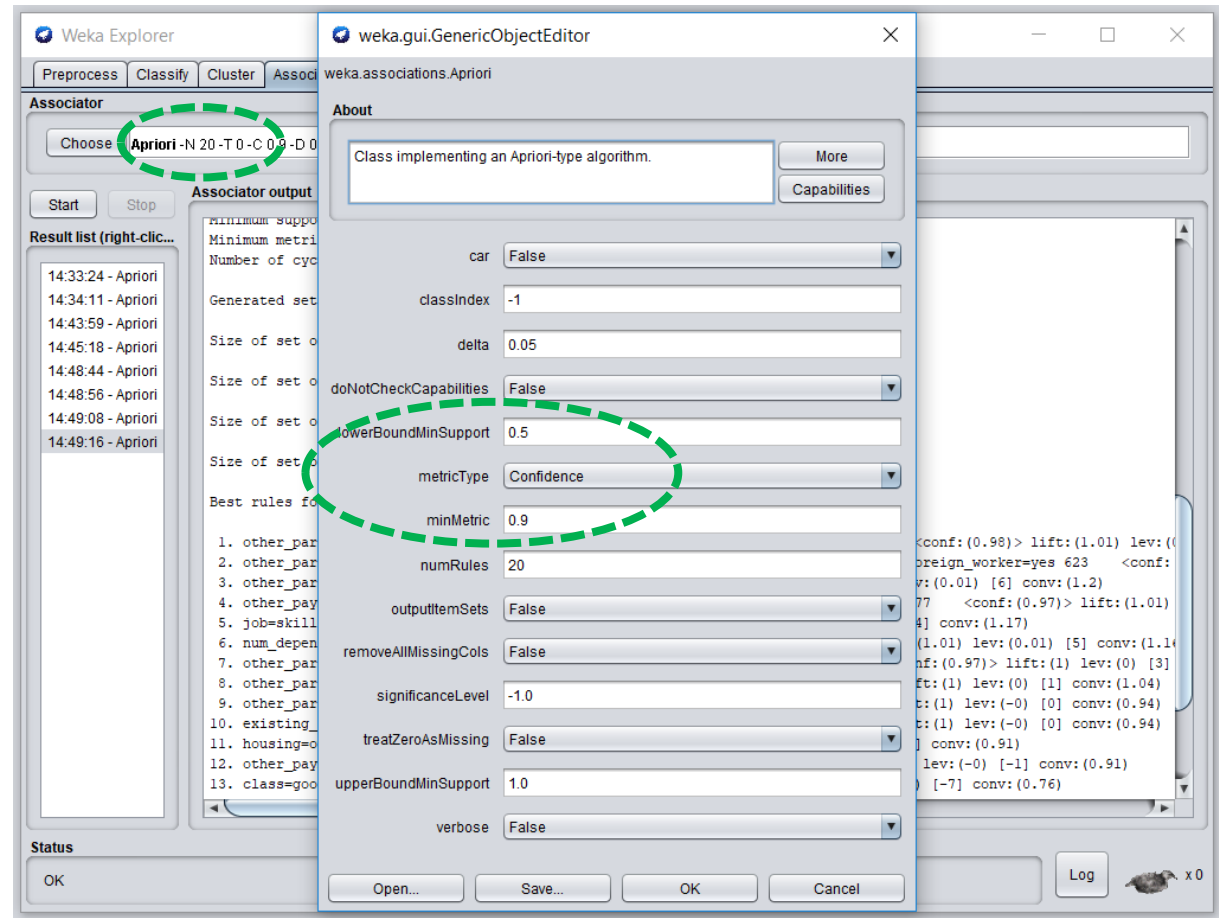 Weka Explorer
Preprocess Classify Cluster Associ
Associator
Choose Apriori -N 20 -T 0 -C 0.9 -D 0
Start Stop
Result list (right-clic...
14:33:24 - Apriori
14:34:11 - Apriori
14:43:59 - Apriori
14:45:18 - Apriori
14:48:44 - Apriori
14:48:56 - Apriori
14:49:08 - Apriori
14:49:16 - Apriori
Associator output
Minimum suppo
Minimum metri
Number of cyc
Generated set
Size of set o
Size of set o
Size of set o
Size of set o
Best rules fo
1. other_par
2. other_par
3. other_par
4. other_pay
5. job=skill
6. num_depen
7. other_par
8. other_par
9. other_par
10. existing_
11. housing=o
12. other_pay
13. class=goo
weka.gui.GenericObjectEditor
weka.associations.Apriori
About
Class implementing an Apriori-type algorithm.
More
Capabilities
car False
classIndex -1
delta 0.05
doNotCheckCapabilities False
lowerBoundMinSupport 0.5
metricType Confidence
minMetric 0.9
numRules 20
outputItemSets False
removeAllMissingCols False
significanceLevel -1.0
treatZeroAsMissing False
upperBoundMinSupport 1.0
verbose False
Open... Save... OK Cancel
<conf:(0.98)> lift:(1.01) lev:(0
oreign_worker=yes 623 <conf:
v:(0.01) [6] conv:(1.2)
77 <conf:(0.97)> lift:(1.01)
4] conv:(1.17)
(1.01) lev:(0.01) [5] conv:(1.16
nf:(0.97)> lift:(1) lev:(0) [3]
ft:(1) lev:(0) [1] conv:(1.04)
t:(1) lev:(-0) [0] conv:(0.94)
t:(1) lev:(-0) [0] conv:(0.94)
] conv:(0.91)
lev:(-0) [-1] conv:(0.91)
) [-7] conv:(0.76)
Status
OK
Log
x 0